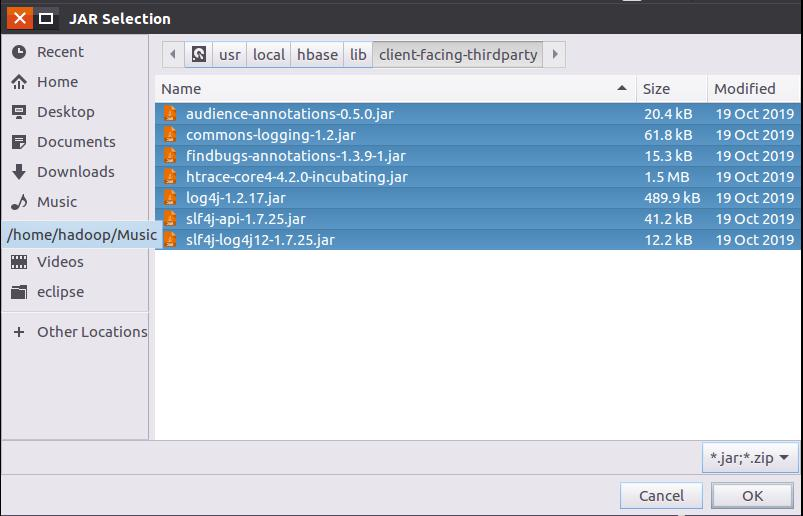 JAR Selection
Recent
Home
Desktop
Documents
Downloads
Music
/home/hadoop/Music
Videos
eclipse
Other Locations
usr local hbase lib client-facing-thirdparty
Name Size Modified
audience-annotations-0.5.0.jar 20.4 kB 19 Oct 2019
commons-logging-1.2.jar 61.8 kB 19 Oct 2019
findbugs-annotations-1.3.9-1.jar 15.3 kB 19 Oct 2019
htrace-core4-4.2.0-incubating.jar 1.5 MB 19 Oct 2019
log4j-1.2.17.jar 489.9 kB 19 Oct 2019
slf4j-api-1.7.25.jar 41.2 kB 19 Oct 2019
slf4j-log4j12-1.7.25.jar 12.2 kB 19 Oct 2019
*.jar;*.zip
Cancel OK